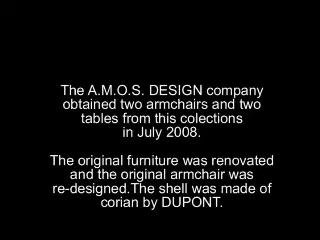 The A.M.O.S. DESIGN company
obtained two armchairs and two
tables from this colections
in July 2008.
The original furniture was renovated
and the original armchair was
re-designed.The shell was made of
corian by DUPONT.